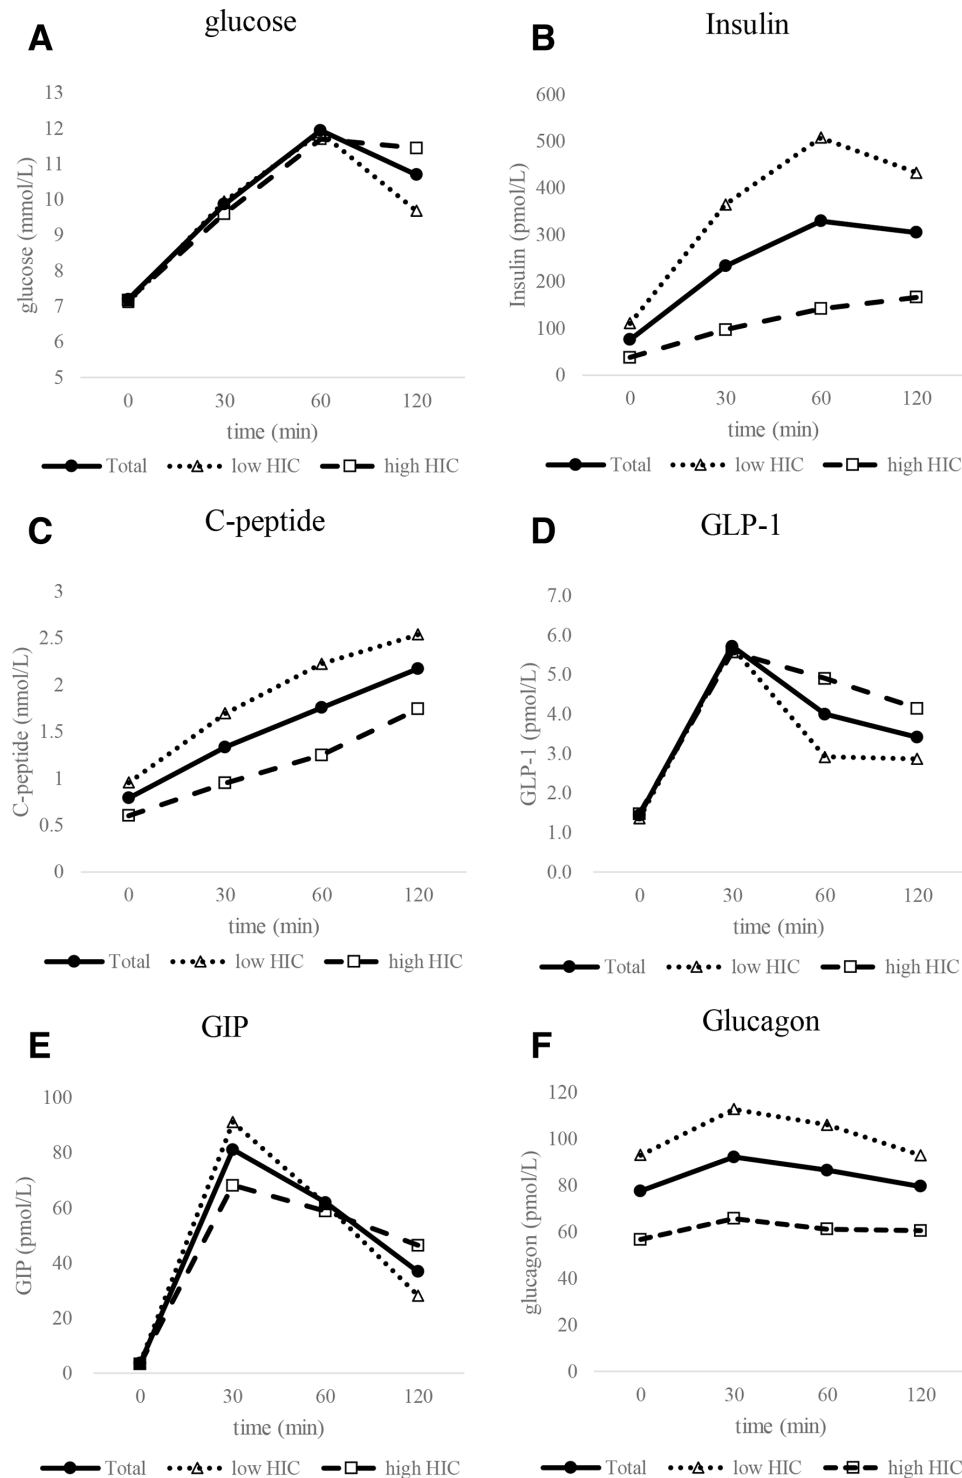 A glucose
13
12
11
10
9
8
7
6
5
glucose (mmol/L)
0 30 60 120
time (min)
Total low HIC high HIC
B Insulin
600
500
400
300
200
100
0
Insulin (pmol/L)
0 30 60 120
time (min)
Total low HIC high HIC
C C-peptide
3
2.5
2
1.5
1
0.5
0
C-peptide (nmol/L)
0 30 60 120
time (min)
Total low HIC high HIC
D GLP-1
7.0
6.0
5.0
4.0
3.0
2.0
1.0
0.0
GLP-1 (pmol/L)
0 30 60 120
time (min)
Total low HIC high HIC
E GIP
100
80
60
40
20
0
GIP (pmol/L)
0 30 60 120
time (min)
Total low HIC high HIC
F Glucagon
120
100
80
60
40
20
0
glucagon (pmol/L)
0 30 60 120
time (min)
Total low HIC high HIC